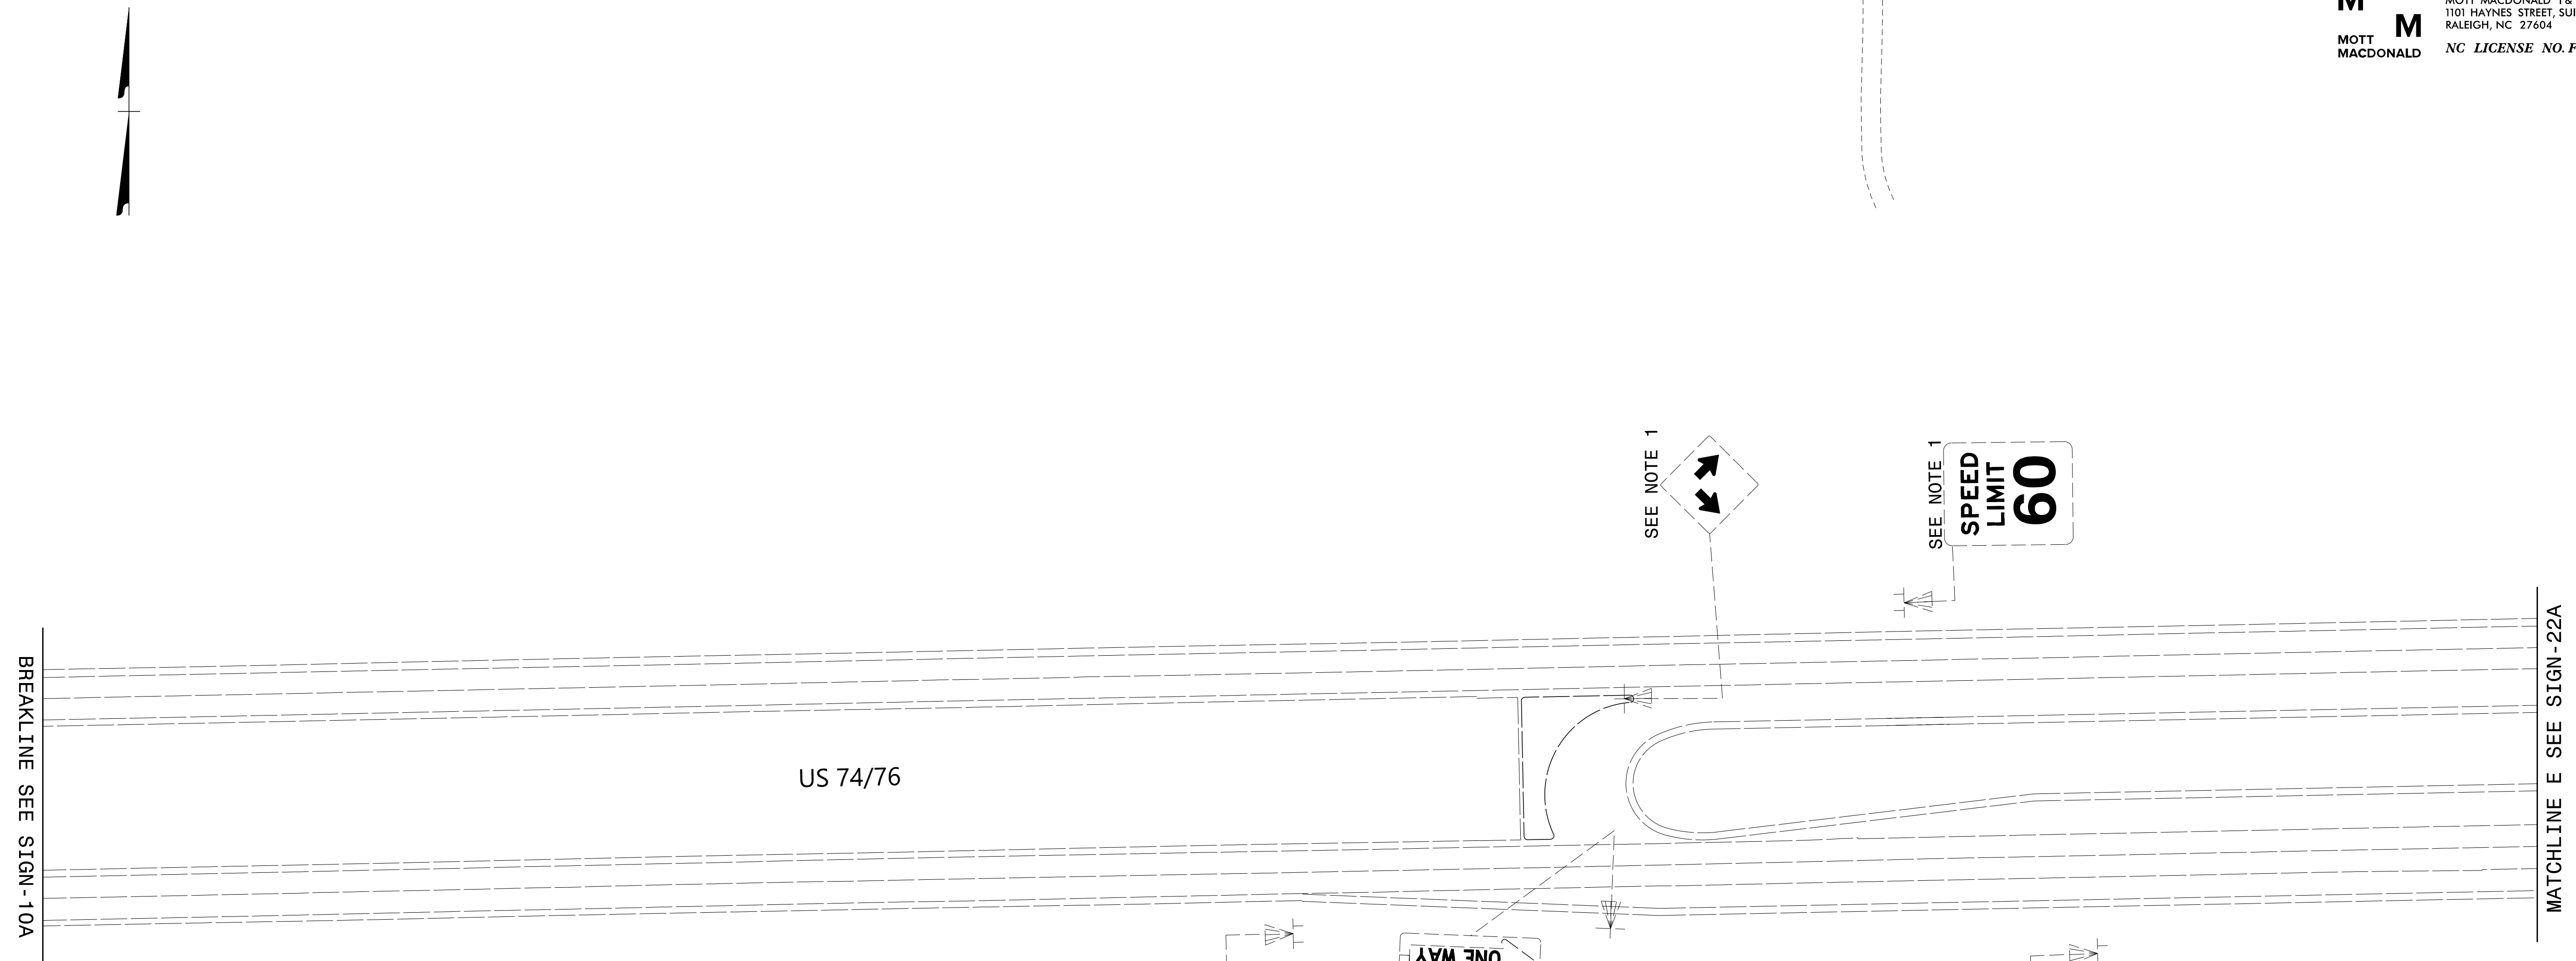 M
M
MOTT
MACDONALD
MOTT MACDONALD I&
1101 HAYNES STREET, SUI
RALEIGH, NC 27604
NC LICENSE NO. F
SEE NOTE 1
SEE NOTE 1
SPEED
LIMIT
60
BREAKLINE SEE SIGN-10A
US 74/76
MATCHLINE E SEE SIGN-22A
ONE WAY